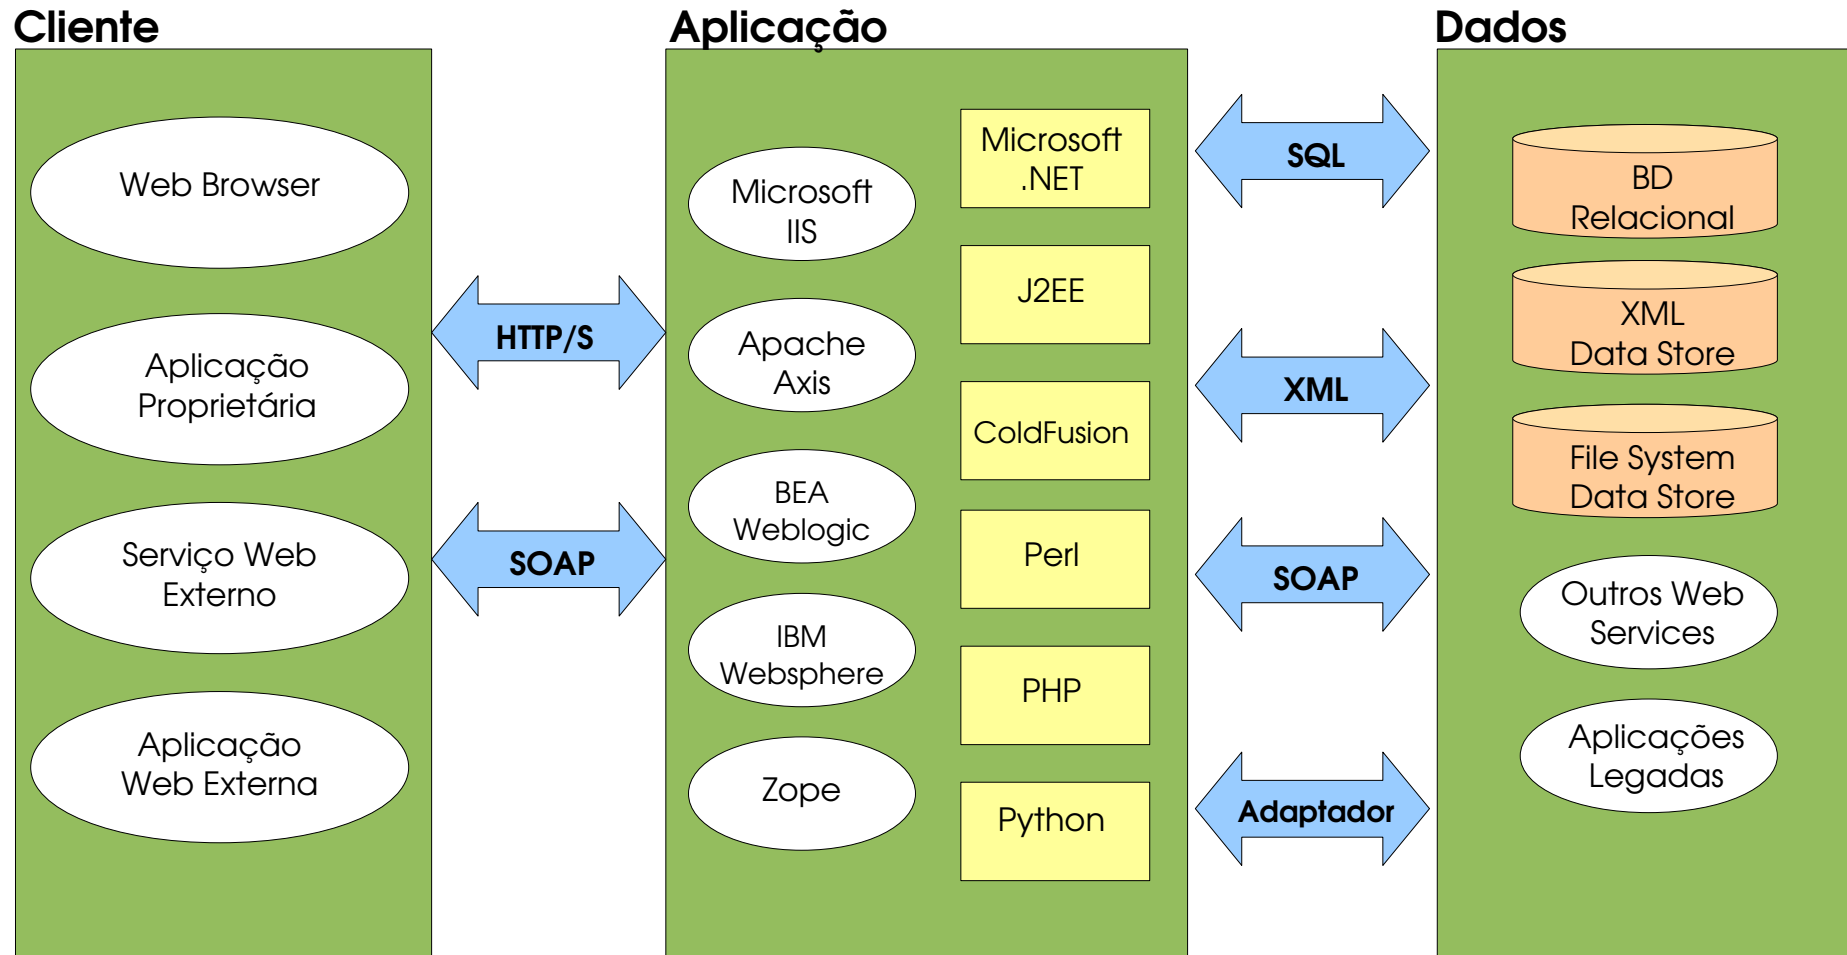 Cliente
Web Browser
Aplicação
Proprietária
Serviço Web
Externo
Aplicação
Web Externa
HTTP/S
SOAP
Aplicação
Microsoft
IIS
Apache
Axis
BEA
Weblogic
IBM
Websphere
Zope
Microsoft
.NET
J2EE
ColdFusion
Perl
PHP
Python
SQL
XML
SOAP
Adaptador
Dados
BD
Relacional
XML
Data Store
File System
Data Store
Outros Web
Services
Aplicações
Legadas